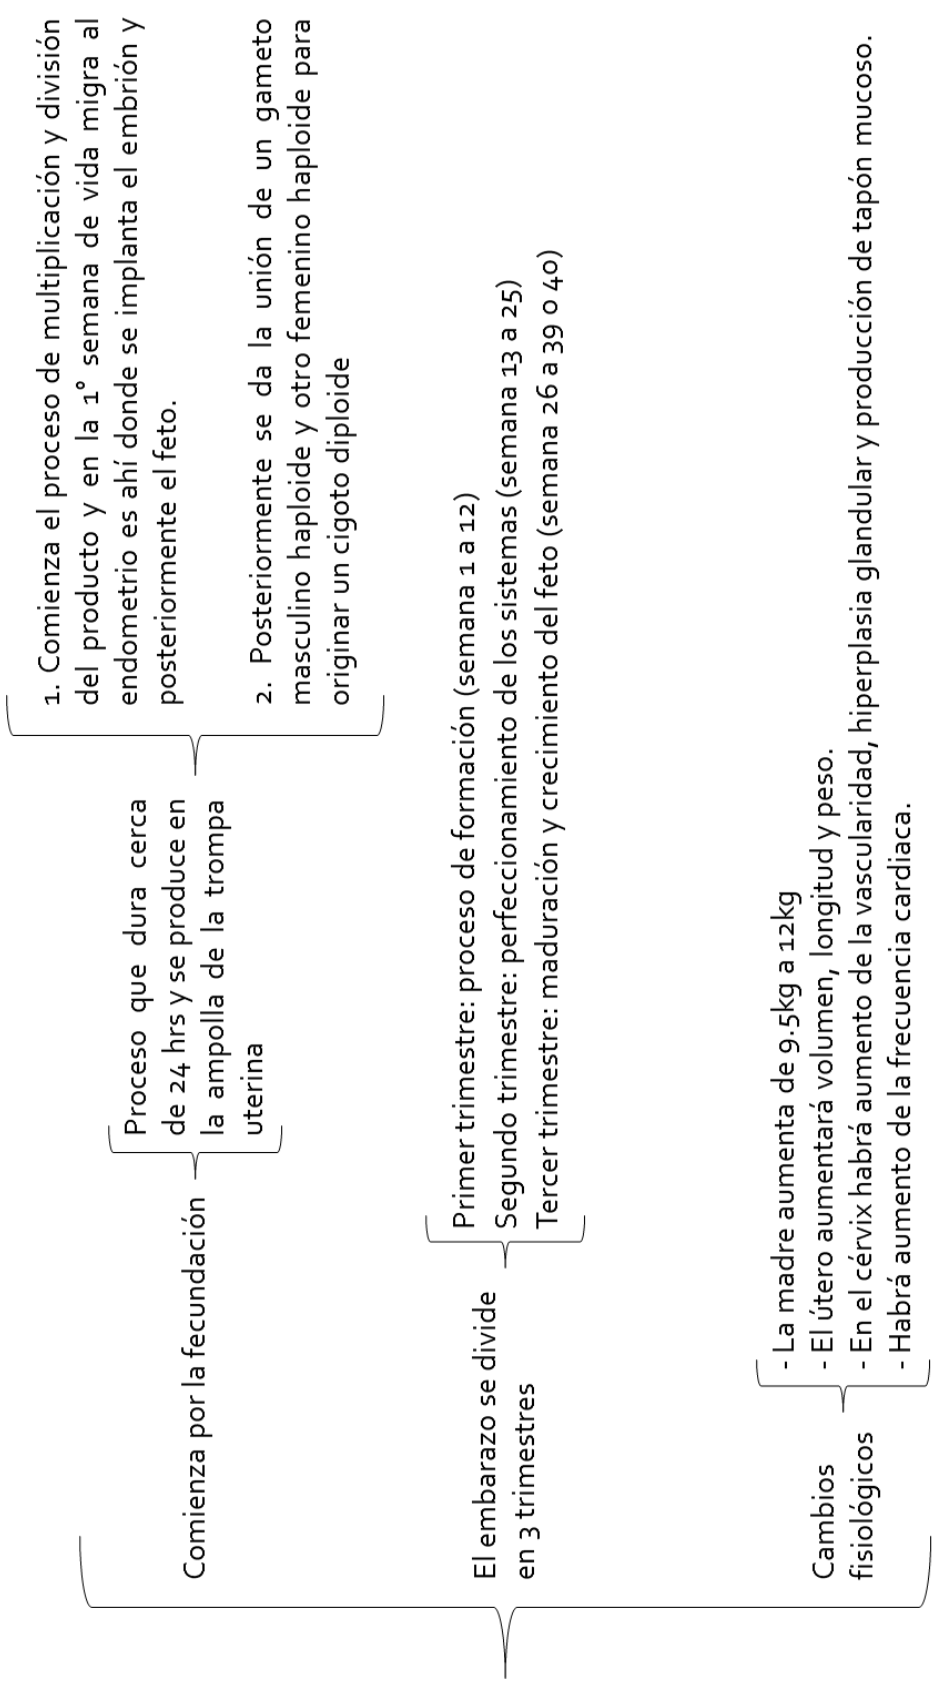 Comienza por la fecundación
Proceso que dura cerca
de 24 hrs y se produce en
la ampolla de la trompa
uterina
1. Comienza el proceso de multiplicación y división
del producto y en la 1° semana de vida migra al
endometrio es ahí donde se implanta el embrión y
posteriormente el feto.
2. Posteriormente se da la unión de un gameto
masculino haploide y otro femenino haploide para
originar un cigoto diploide
El embarazo se divide
en 3 trimestres
Primer trimestre: proceso de formación (semana 1 a 12)
Segundo trimestre: perfeccionamiento de los sistemas (semana 13 a 25)
Tercer trimestre: maduración y crecimiento del feto (semana 26 a 39 o 40)
Cambios
fisiológicos
- La madre aumenta de 9.5kg a 12kg
- El útero aumentará volumen, longitud y peso.
- En el cérvix habrá aumento de la vascularidad, hiperplasia glandular y producción de tapón mucoso.
- Habrá aumento de la frecuencia cardiaca.